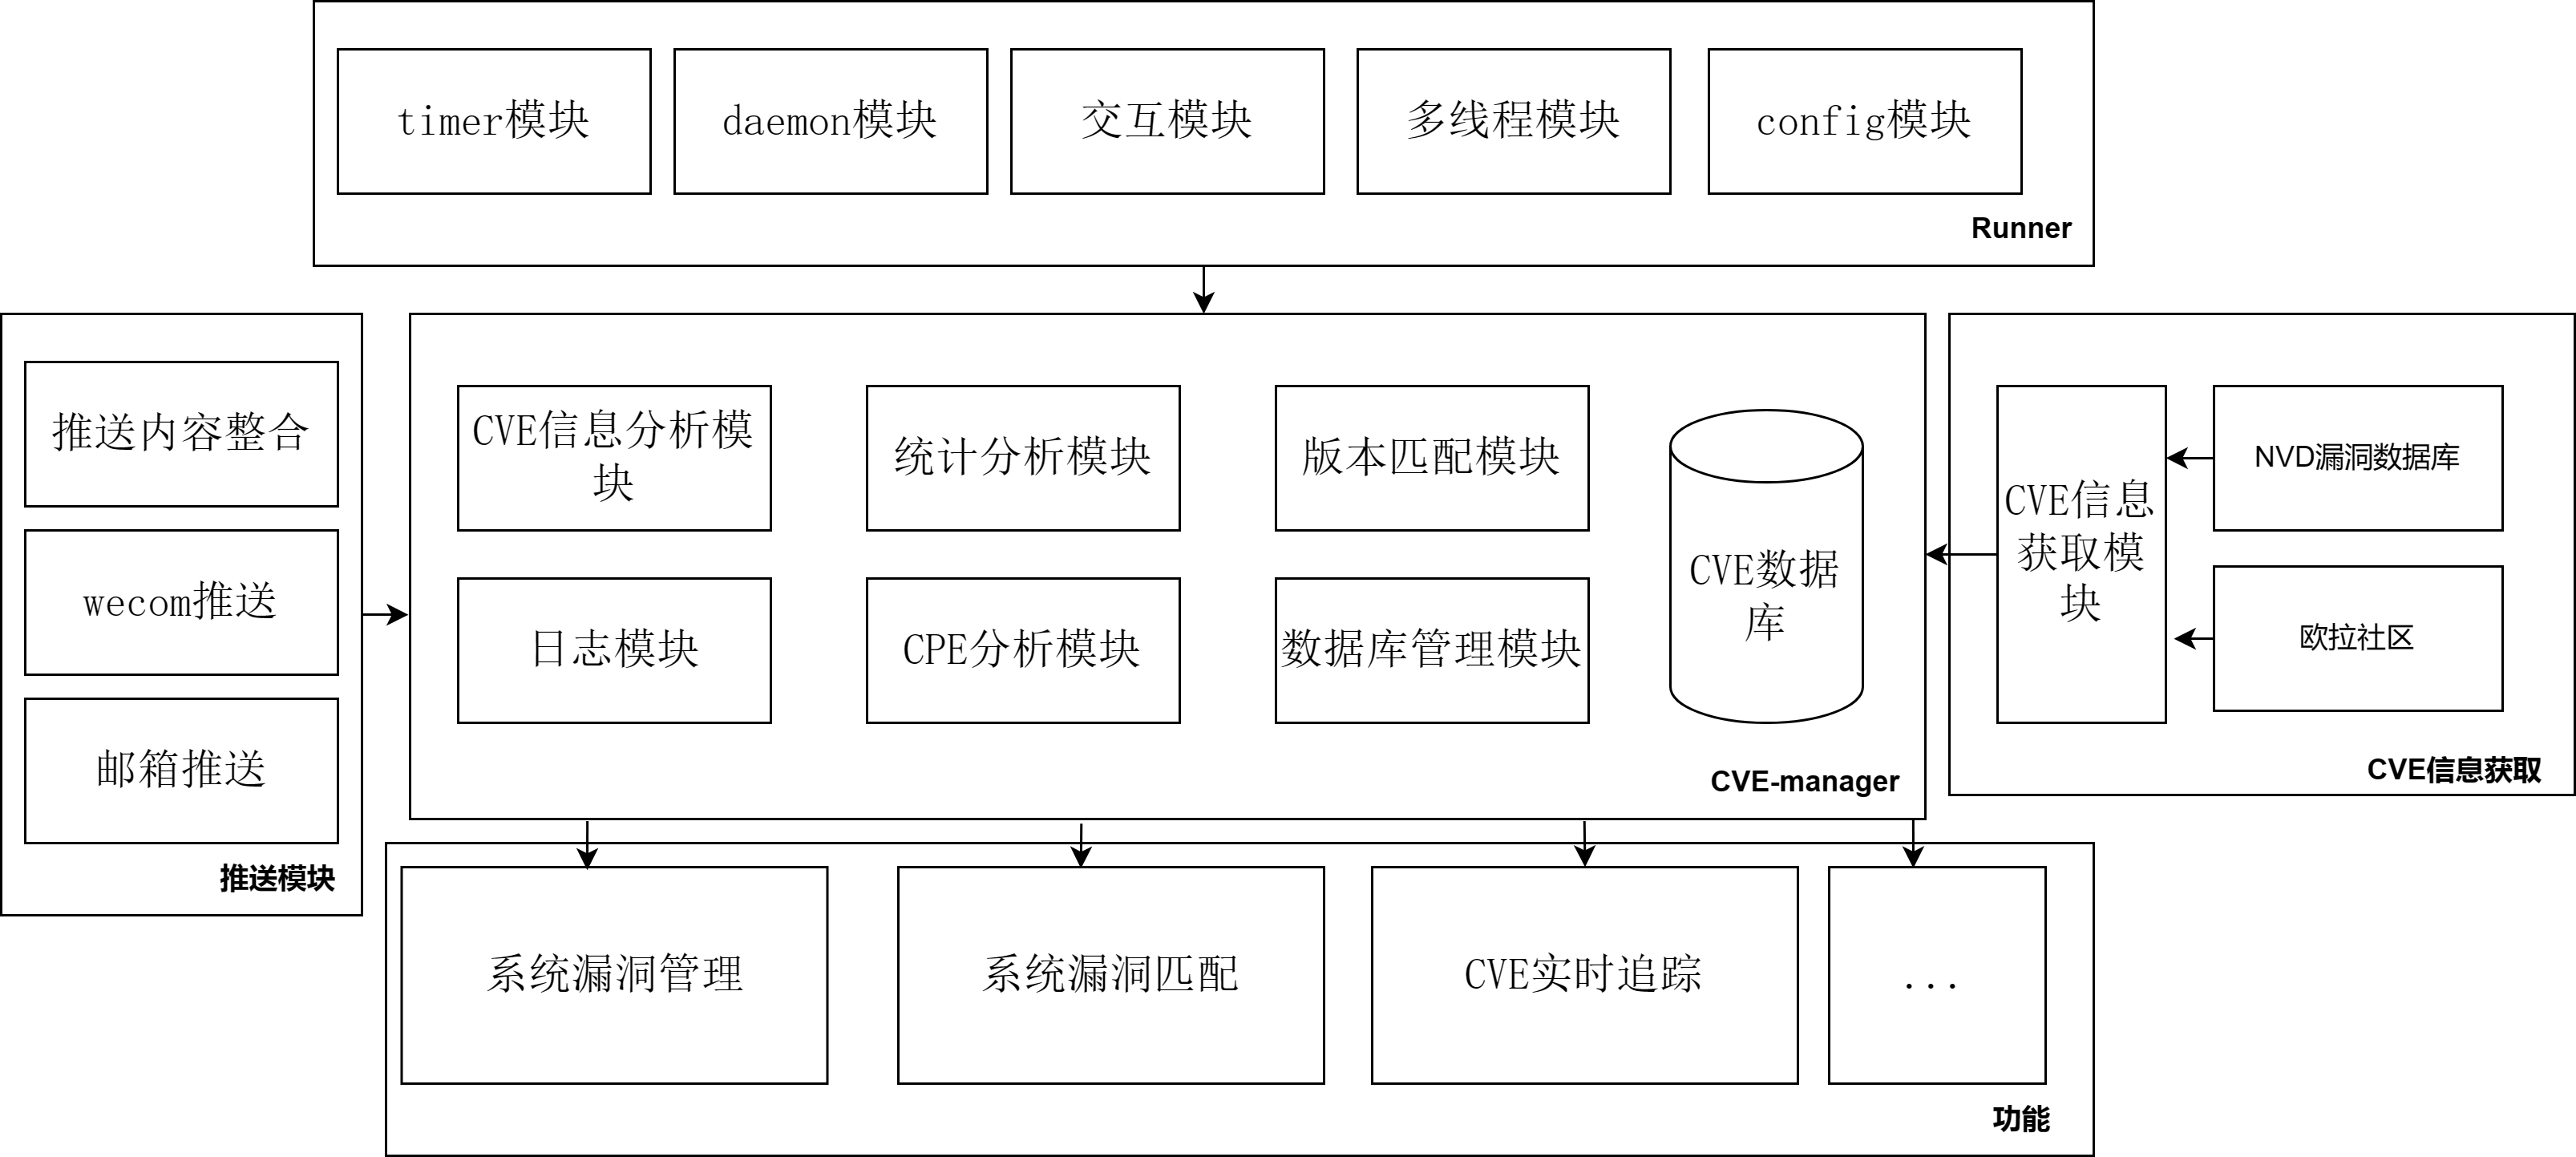 timer模块
daemon模块
交互模块
多线程模块
config模块
Runner
推送内容整合
wecom推送
邮箱推送
推送模块
CVE信息分析模
块
统计分析模块
版本匹配模块
日志模块
CPE分析模块
数据库管理模块
CVE数据
库
CVE-manager
CVE信息
获取模
块
NVD漏洞数据库
欧拉社区
CVE信息获取
系统漏洞管理
系统漏洞匹配
CVE实时追踪
...
功能